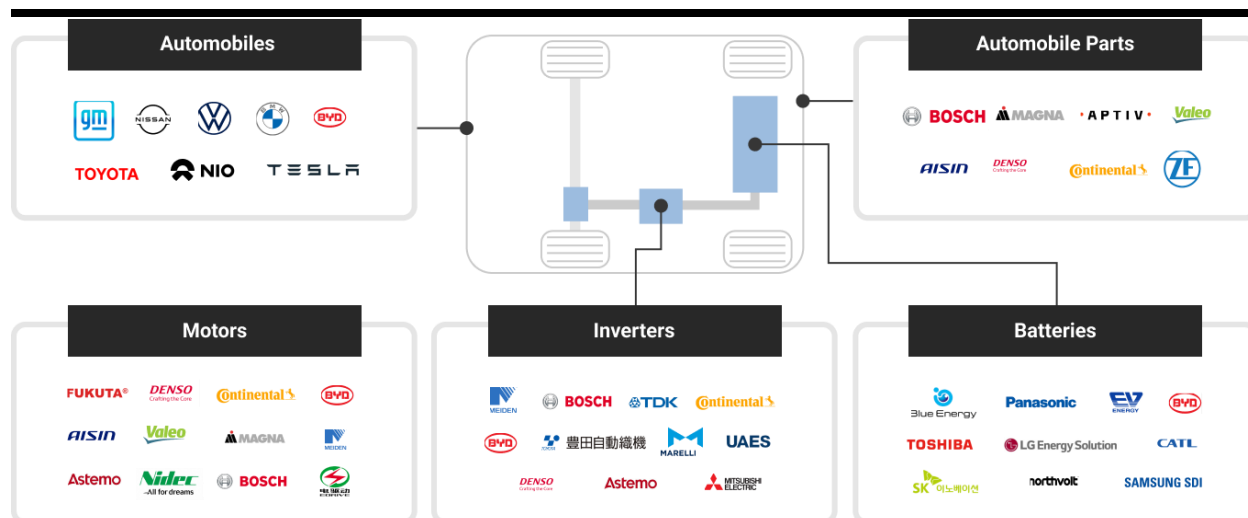 Automobiles
gm NISSAN BMW BYD
TOYOTA NIO TESLA
Automobile Parts
BOSCH MAGNA • A P T I V • Valeo
AISIN DENSO Crafting the Core Continental ZF
Motors
FUKUTA® DENSO Crafting the Core Continental BYD
AISIN Valeo MAGNA MEIDEN
Astemo Nidec -All for dreams BOSCH
Inverters
MEIDEN BOSCH TDK Continental
BYD 豊田自動織機 MARELLI UAES
DENSO Crafting the Core Astemo MITSUBISHI ELECTRIC
Batteries
Blue Energy Panasonic EV ENERGY BYD
TOSHIBA LG Energy Solution CATL
SK 이노베이션 northvolt SAMSUNG SDI